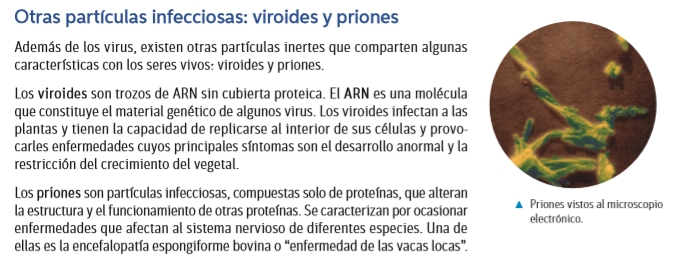 Otras partículas infecciosas: viroides y priones
Además de los virus, existen otras partículas inertes que comparten algunas
características con los seres vivos: viroides y priones.
Los viroides son trozos de ARN sin cubierta proteica. El ARN es una molécula
que constituye el material genético de algunos virus. Los viroides infectan a las
plantas y tienen la capacidad de replicarse al interior de sus células y provo-
carles enfermedades cuyos principales síntomas son el desarrollo anormal y la
restricción del crecimiento del vegetal.
Los priones son partículas infecciosas, compuestas solo de proteínas, que alteran
la estructura y el funcionamiento de otras proteínas. Se caracterizan por ocasionar
enfermedades que afectan al sistema nervioso de diferentes especies. Una de
ellas es la encefalopatía espongiforme bovina o “enfermedad de las vacas locas”.
▲ Priones vistos al microscopio
electrónico.